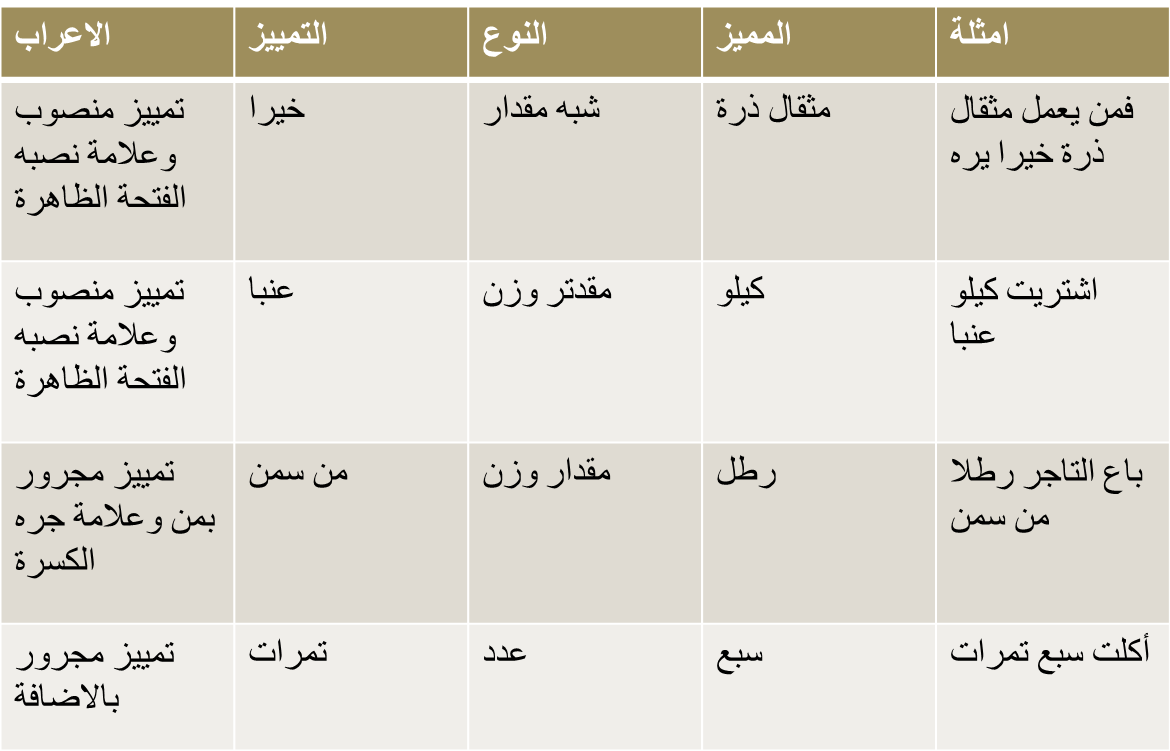 امثلة
المميز
النوع
التمييز
الاعراب
فمن يعمل مثقال
ذرة خيرا يره
مثقال ذرة
شبه مقدار
خيرا
تمييز منصوب
وعلامة نصبه
الفتحة الظاهرة
اشتريت كيلو
عنبا
كيلو
مقدتر وزن
عنبا
تمييز منصوب
وعلامة نصبه
الفتحة الظاهرة
باع التاجر رطلا
من سمن
رطل
مقدار وزن
من سمن
تمييز مجرور
بمن وعلامة جره
الكسرة
أكلت سبع تمرات
سبع
عدد
تمرات
تمييز مجرور
بالاضافة